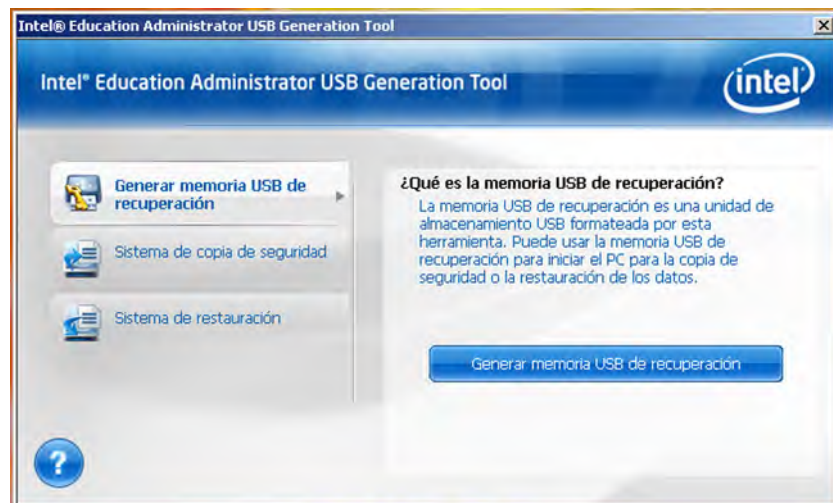 Intel® Education Administrator USB Generation Tool
Intel® Education Administrator USB Generation Tool
intel
Generar memoria USB de
recuperación
Sistema de copia de seguridad
Sistema de restauración
¿Qué es la memoria USB de recuperación?
La memoria USB de recuperación es una unidad de
almacenamiento USB formateada por esta
herramienta. Puede usar la memoria USB de
recuperación para iniciar el PC para la copia de
seguridad o la restauración de los datos.
Generar memoria USB de recuperación
?